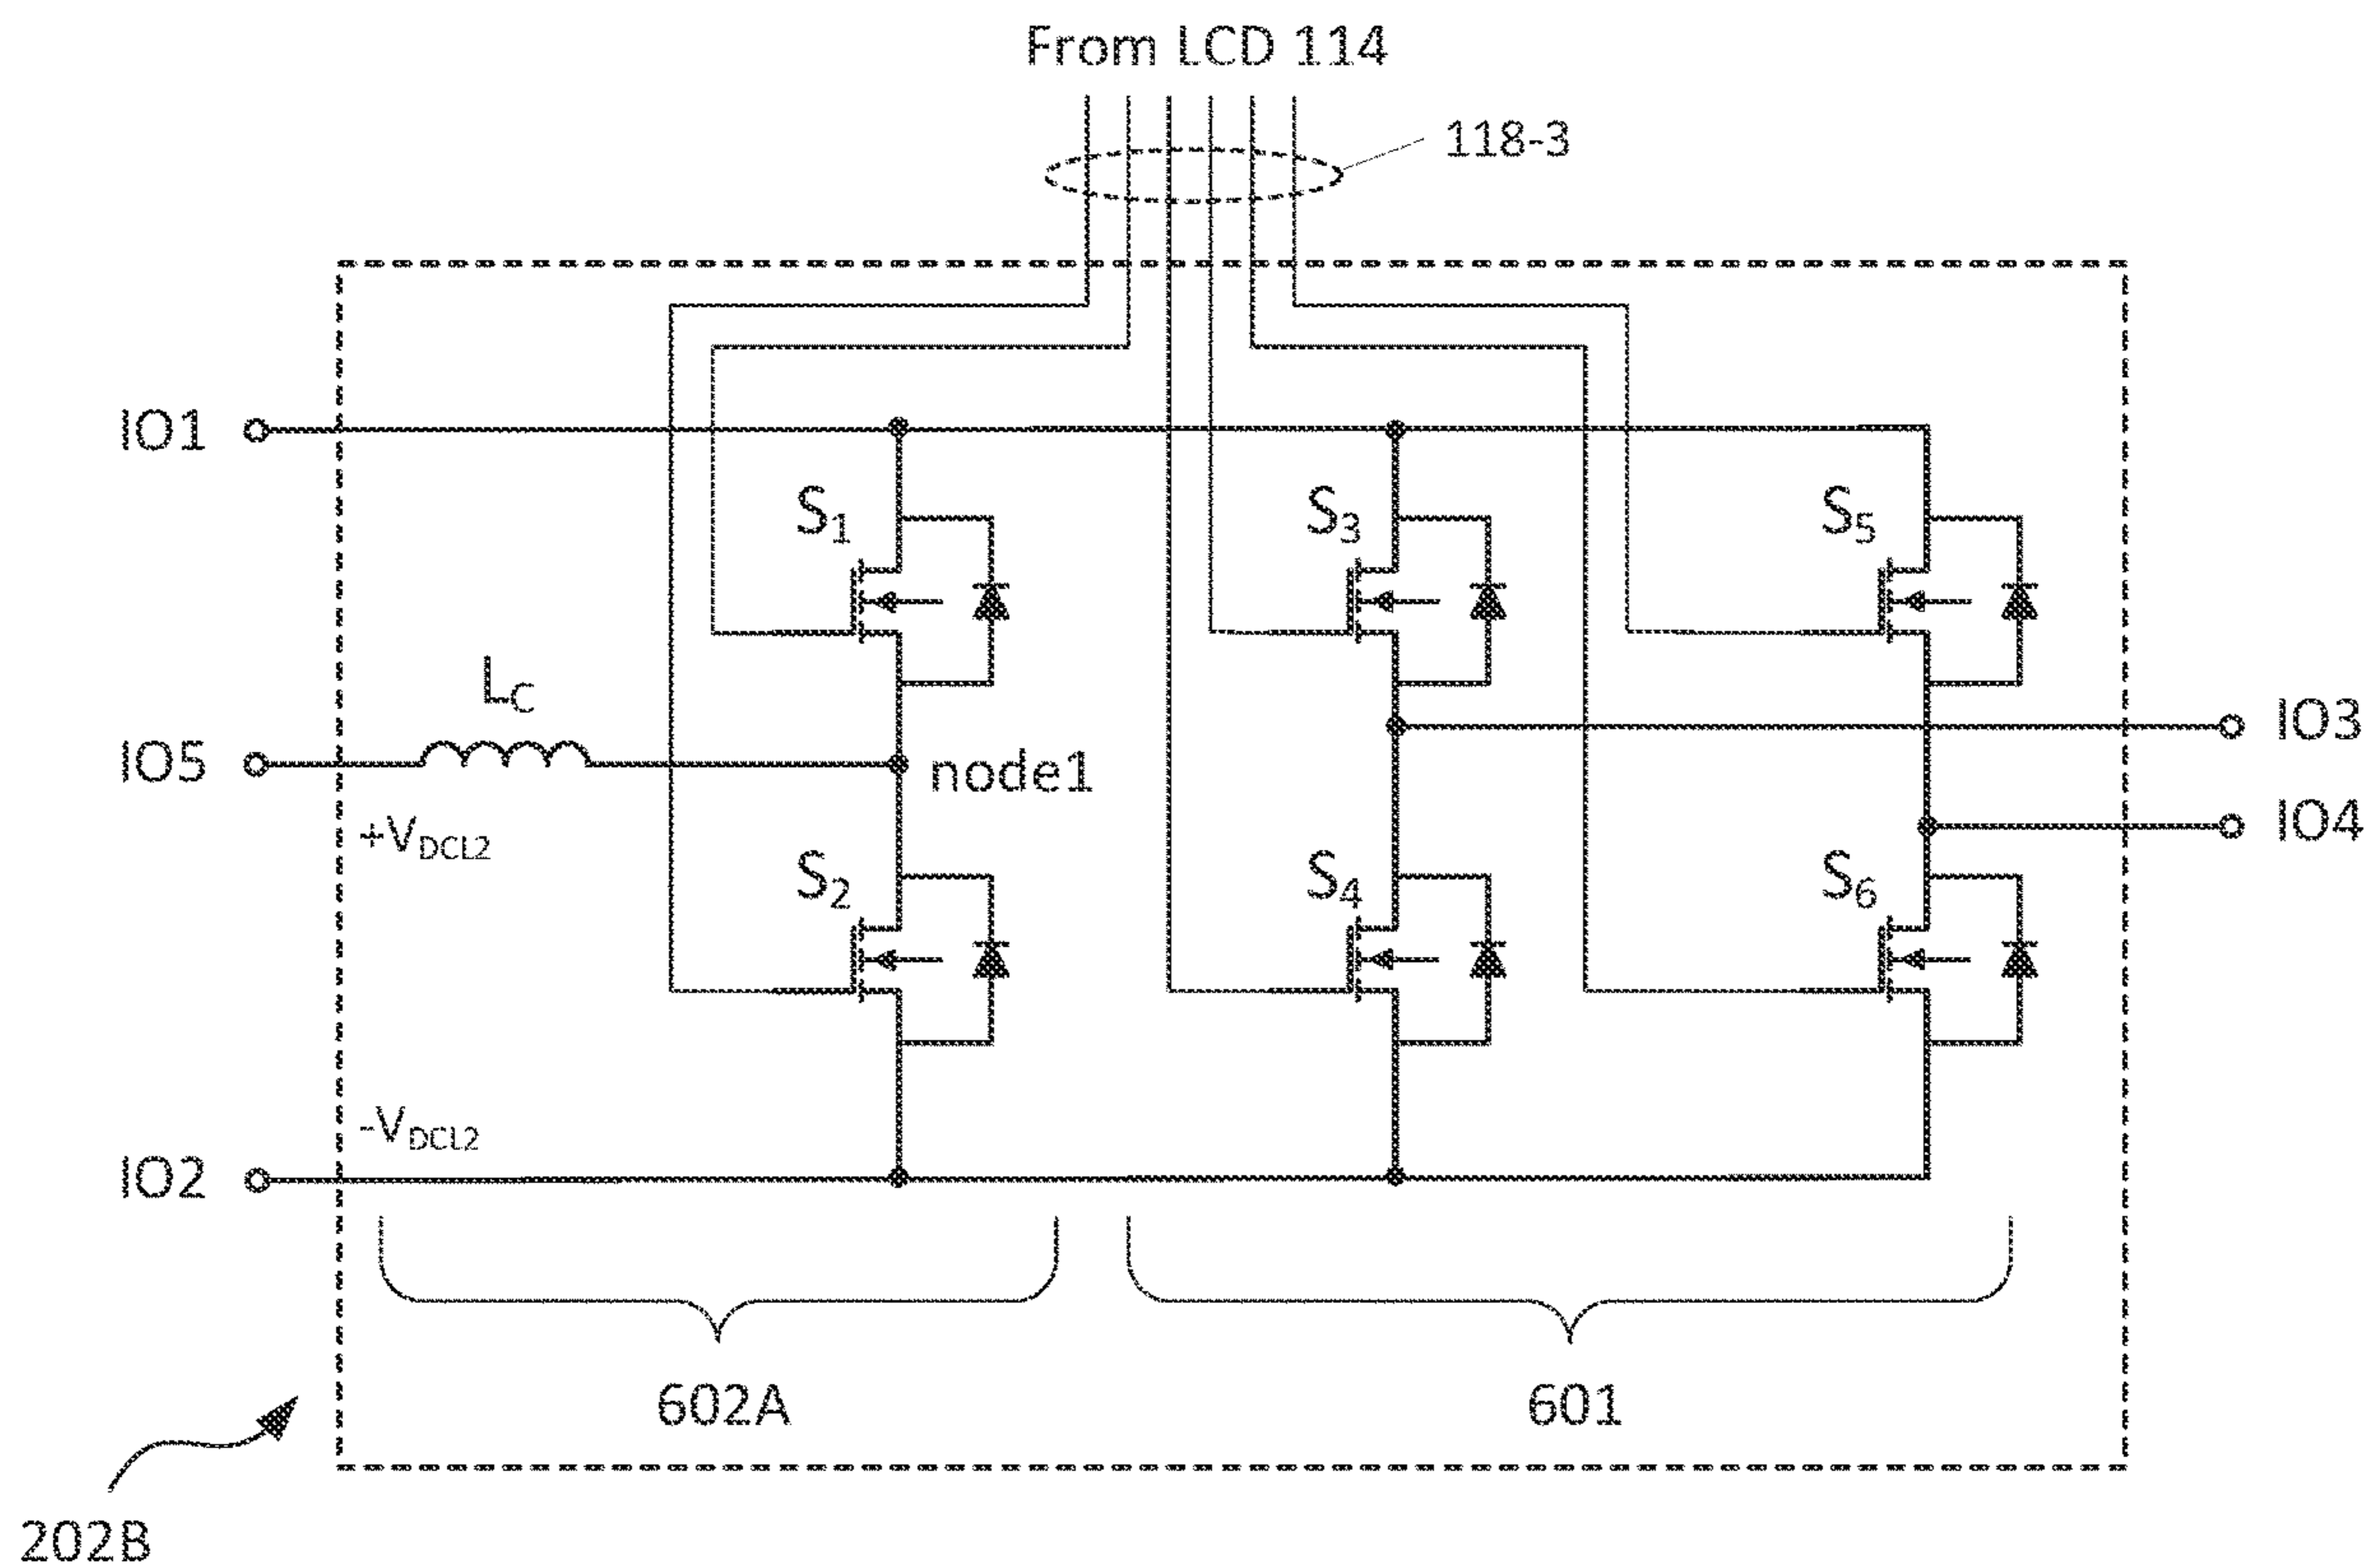 From LCD 114
118-3
IO1
S1
S3
S5
LC
IO3
IO5
node1
IO4
+VDCL2
S2
S4
S6
-VDCL2
IO2
602A
601
202B